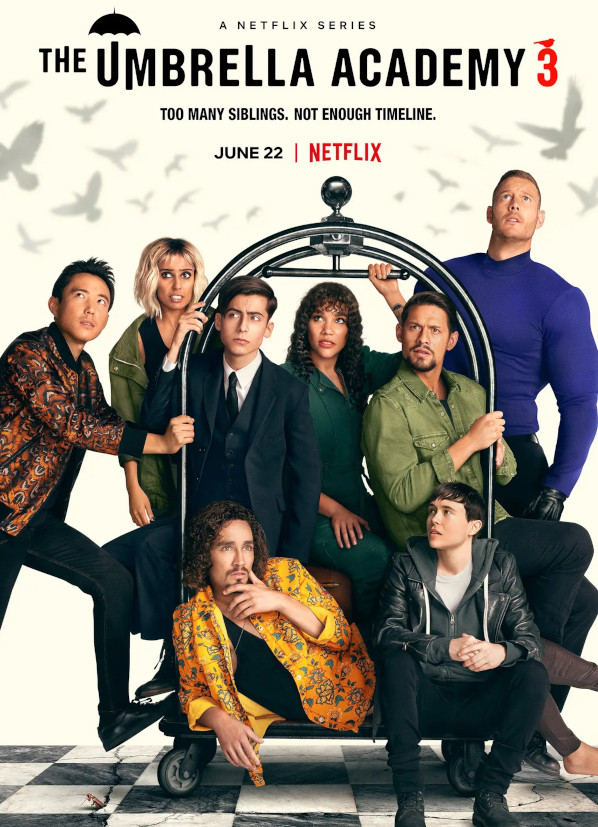 A NETFLIX SERIES
THE UMBRELLA ACADEMY 3
TOO MANY SIBLINGS. NOT ENOUGH TIMELINE.
JUNE 22 | NETFLIX